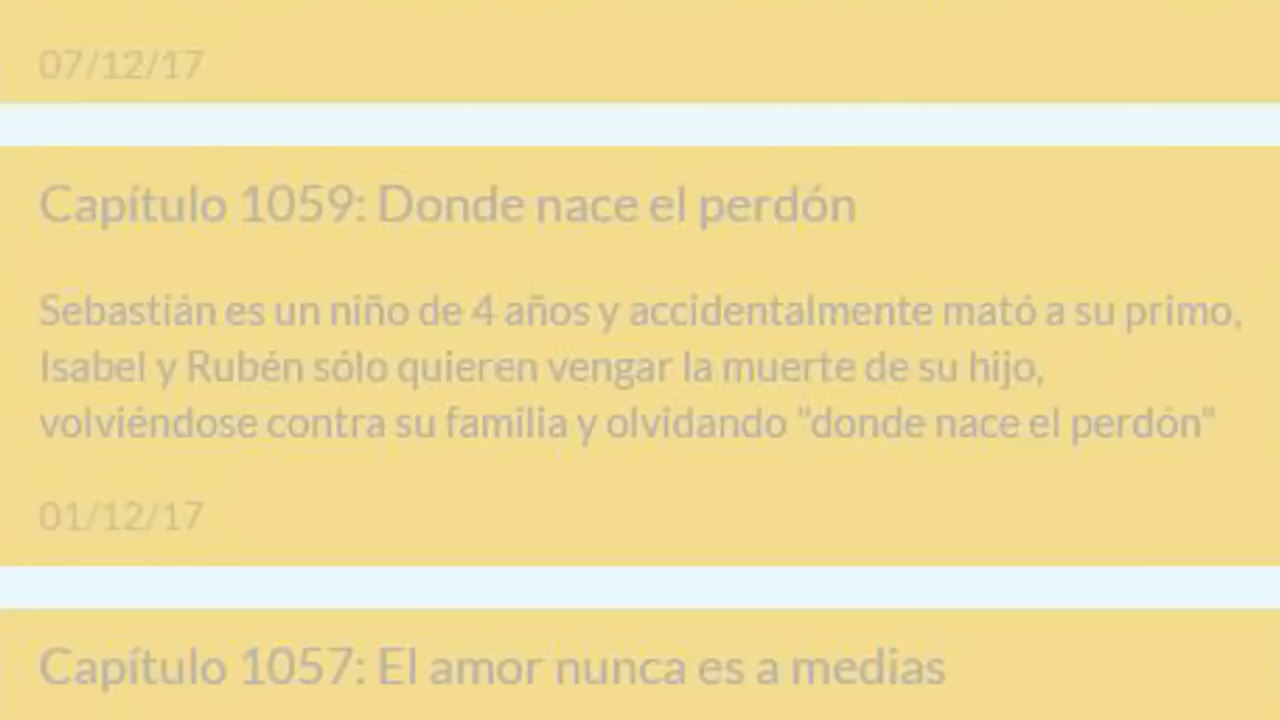 07/12/17
Capítulo 1059: Donde nace el perdón
Sebastián es un niño de 4 años y accidentalmente mató a su primo,
Isabel y Rubén sólo quieren vengar la muerte de su hijo,
volviéndose contra su familia y olvidando "donde nace el perdón"
01/12/17
Capítulo 1057: El amor nunca es a medias